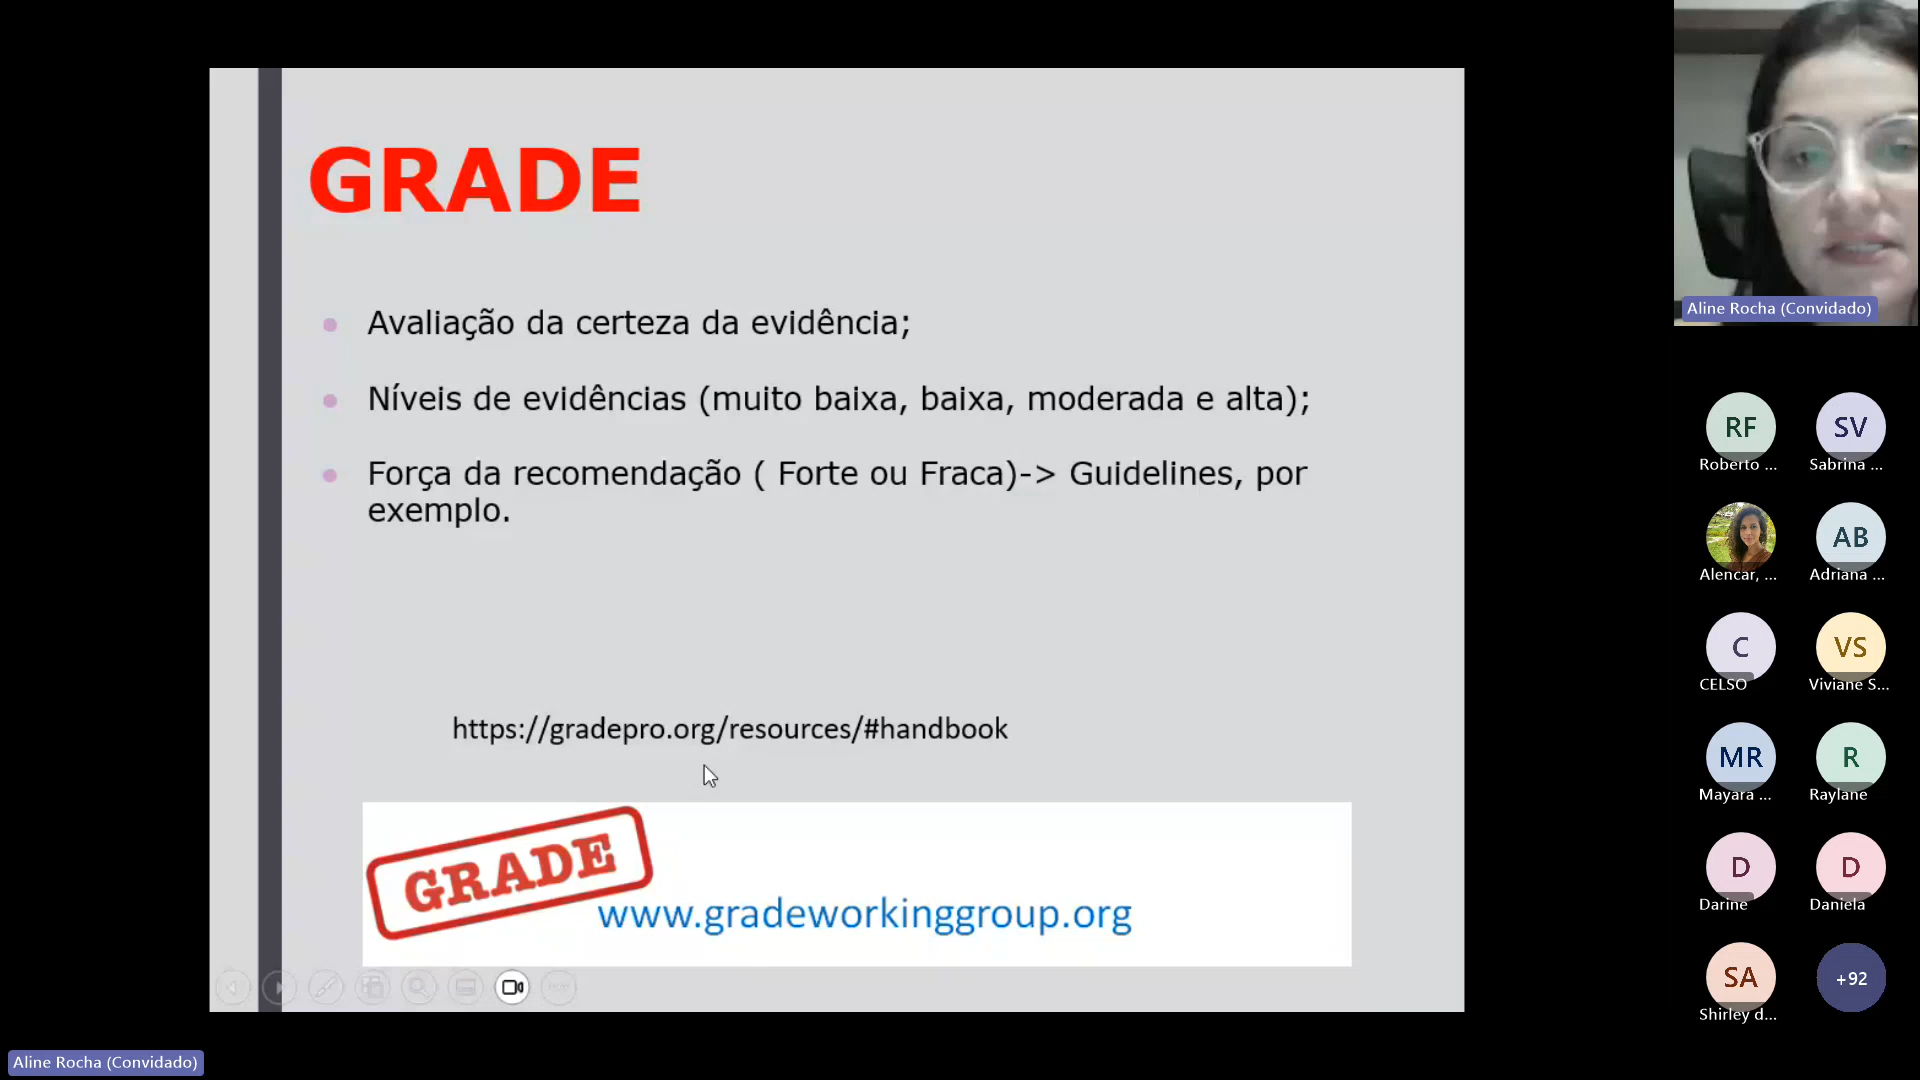 GRADE
Avaliação da certeza da evidência;
Níveis de evidências (muito baixa, baixa, moderada e alta);
Força da recomendação ( Forte ou Fraca)-> Guidelines, por
exemplo.
https://gradepro.org/resources/#handbook
GRADE
www.gradeworkinggroup.org
Aline Rocha (Convidado)
Aline Rocha (Convidado)
RF
SV
Roberto ...
Sabrina ...
AB
Alencar, ...
Adriana ...
C
VS
CELSO
Viviane S...
MR
R
Mayara ...
Raylane
D
D
Darine
Daniela
SA
+92
Shirley d...